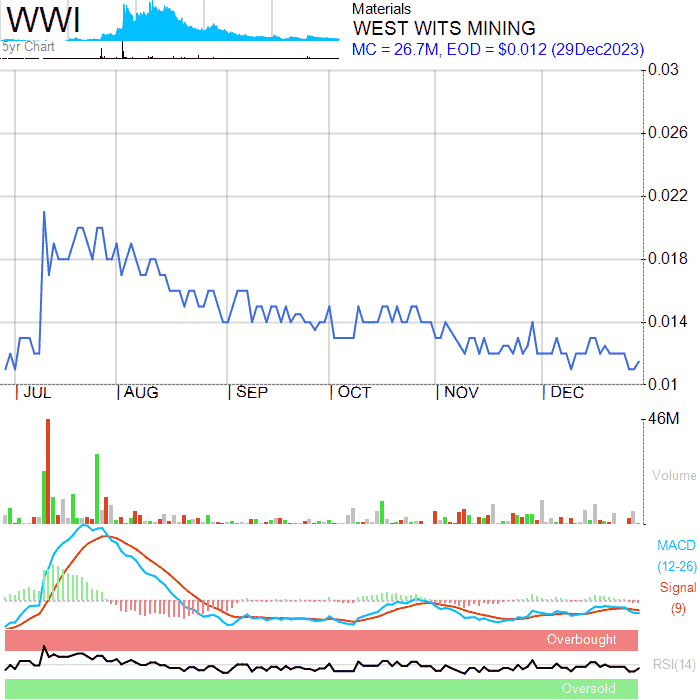 WWI
5yr Chart
Materials
WEST WITS MINING
MC = 26.7M, EOD = $0.012 (29Dec2023)
0.03
0.026
0.022
0.018
0.014
0.01
JUL AUG SEP OCT NOV DEC
46M
Volume
MACD
(12-26)
Signal
(9)
Overbought
RSI(14)
Oversold